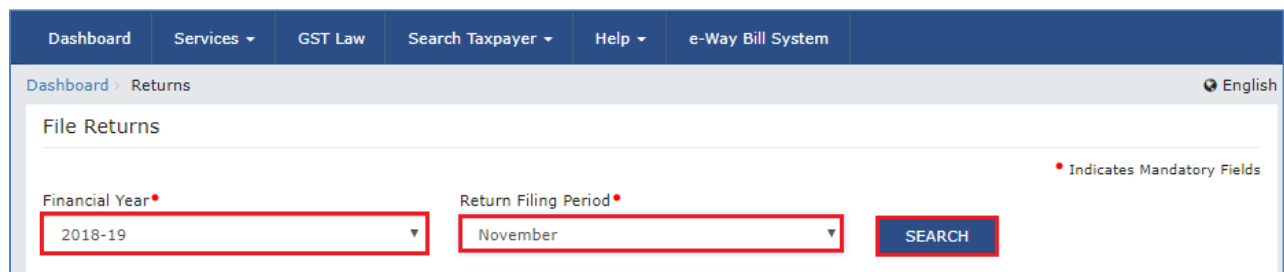 Dashboard Services GST Law Search Taxpayer Help e-Way Bill System
Dashboard > Returns English
File Returns
• Indicates Mandatory Fields
Financial Year• Return Filing Period•
2018-19 November SEARCH